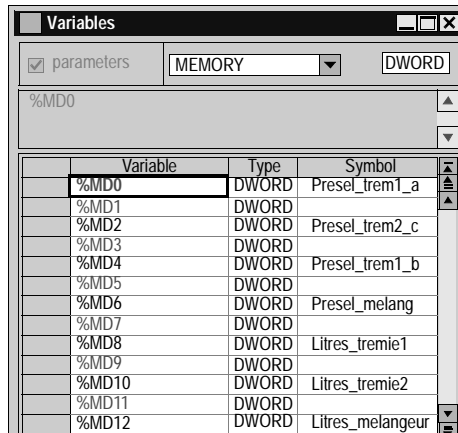 Variables
parameters MEMORY DWORD
%MD0
Variable Type Symbol
%MD0 DWORD Presel_trem1_a
%MD1 DWORD
%MD2 DWORD Presel_trem2_c
%MD3 DWORD
%MD4 DWORD Presel_trem1_b
%MD5 DWORD
%MD6 DWORD Presel_melang
%MD7 DWORD
%MD8 DWORD Litres_tremie1
%MD9 DWORD
%MD10 DWORD Litres_tremie2
%MD11 DWORD
%MD12 DWORD Litres_melangeur